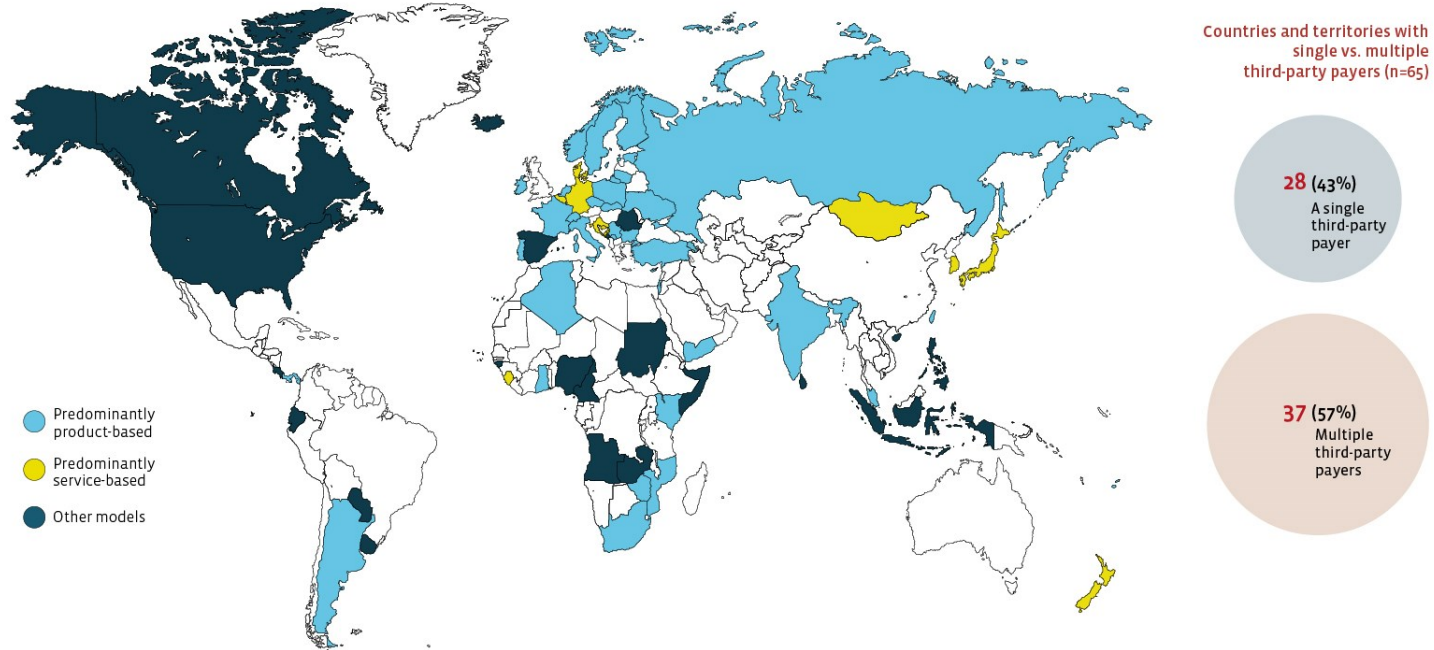 Countries and territories with
single vs. multiple
third-party payers (n=65)
28 (43%)
A single
third-party
payer
37 (57%)
Multiple
third-party
payers
Predominantly
product-based
Predominantly
service-based
Other models